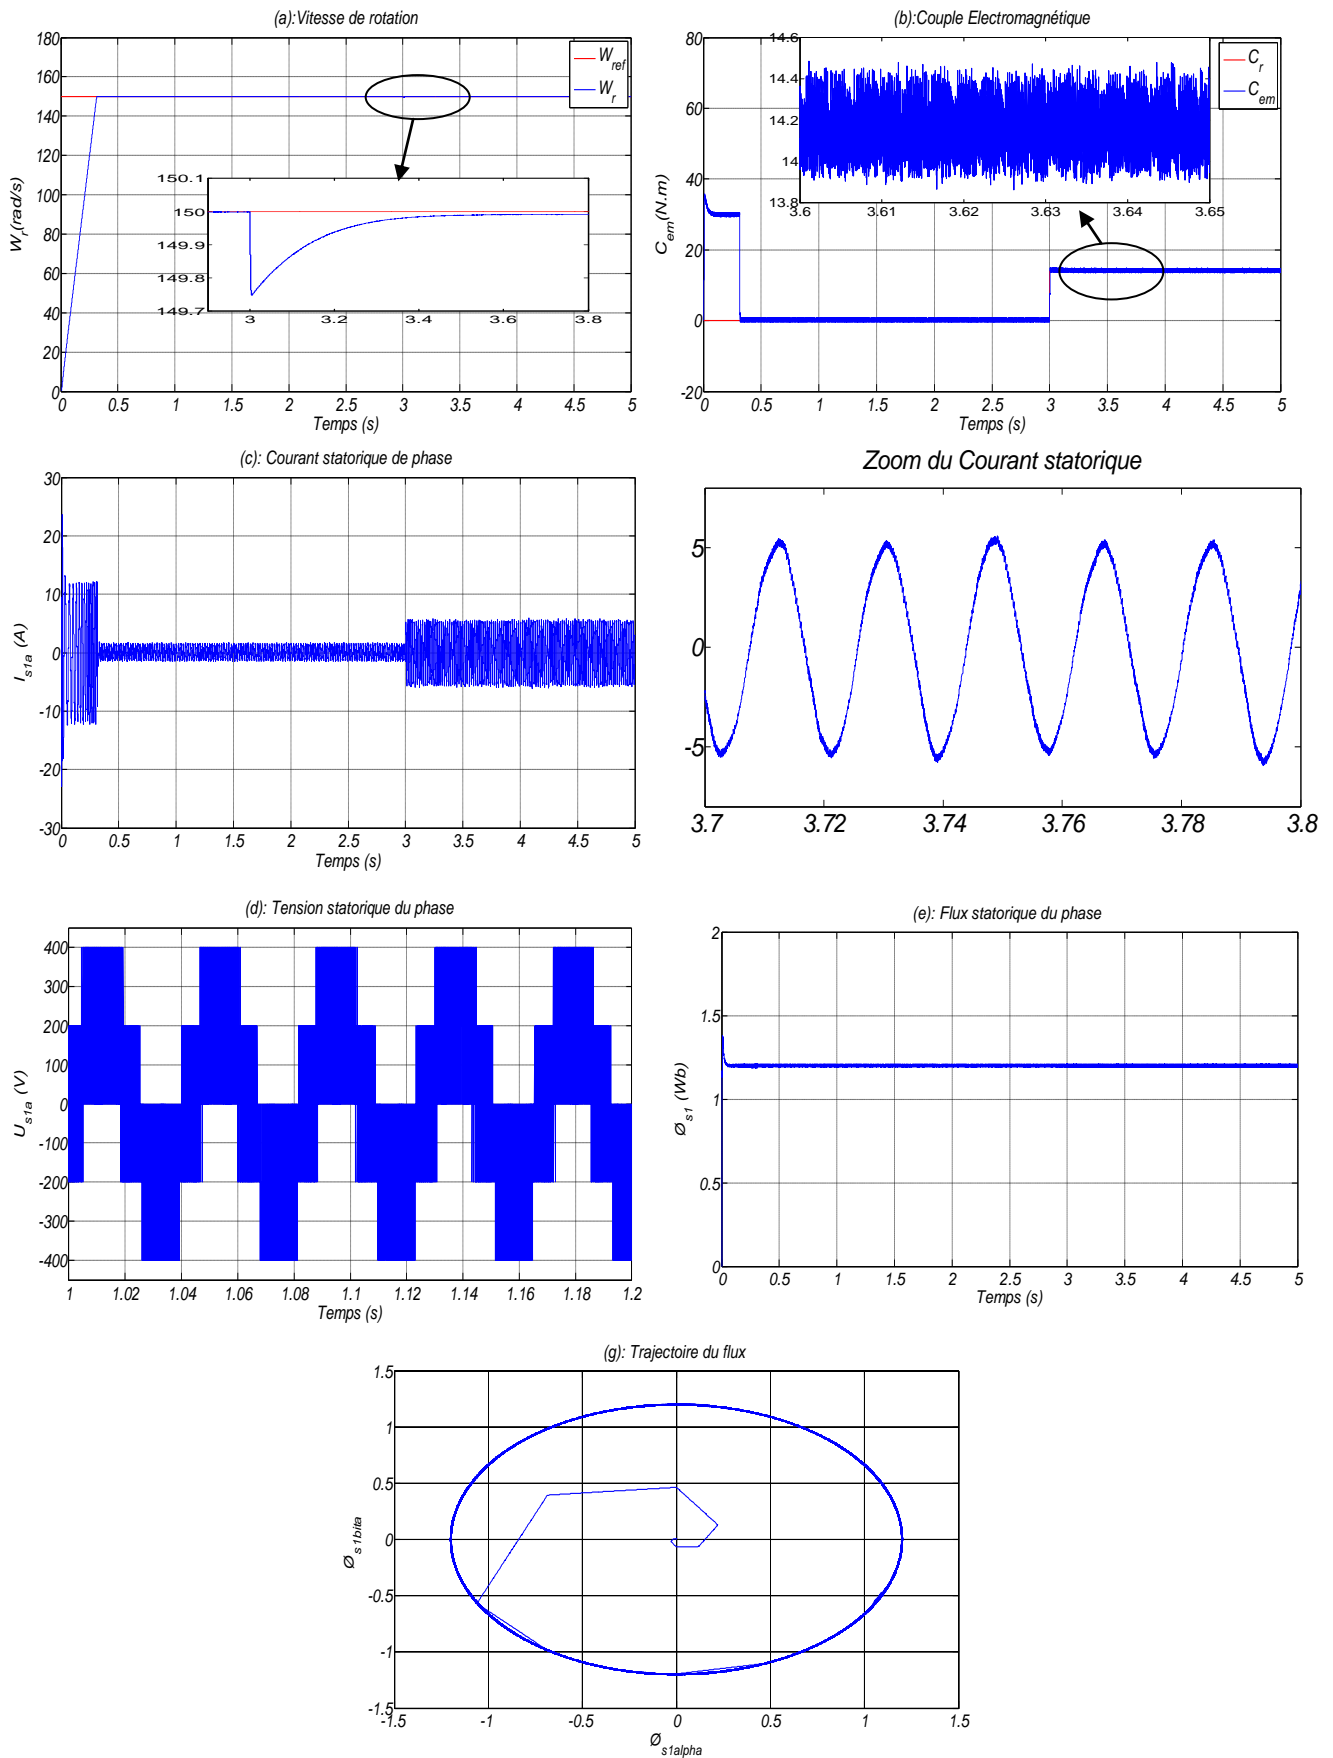 (a):Vitesse de rotation
180
160
140
120
100
80
60
40
20
0
W_r(rad/s)
W_ref
W_r
150.1
150
149.9
149.8
149.7
3 3.2 3.4 3.6 3.8
0 0.5 1 1.5 2 2.5 3 3.5 4 4.5 5
Temps (s)
(b):Couple Electromagnétique
80
60
40
20
0
-20
C_em(N.m)
C_r
C_em
14.6
14.4
14.2
14
13.8
3.6 3.61 3.62 3.63 3.64 3.65
0 0.5 1 1.5 2 2.5 3 3.5 4 4.5 5
Temps (s)
(c): Courant statorique de phase
30
20
10
0
-10
-20
-30
I_s1a (A)
0 0.5 1 1.5 2 2.5 3 3.5 4 4.5 5
Temps (s)
Zoom du Courant statorique
5
0
-5
3.7 3.72 3.74 3.76 3.78 3.8
(d): Tension statorique du phase
400
300
200
100
0
-100
-200
-300
-400
U_s1a (V)
1 1.02 1.04 1.06 1.08 1.1 1.12 1.14 1.16 1.18 1.2
Temps (s)
(e): Flux statorique du phase
2
1.5
1
0.5
0
Ø_s1 (Wb)
0 0.5 1 1.5 2 2.5 3 3.5 4 4.5 5
Temps (s)
(g): Trajectoire du flux
1.5
1
0.5
0
-0.5
-1
-1.5
Ø_s1bita
-1.5 -1 -0.5 0 0.5 1 1.5
Ø_s1alpha